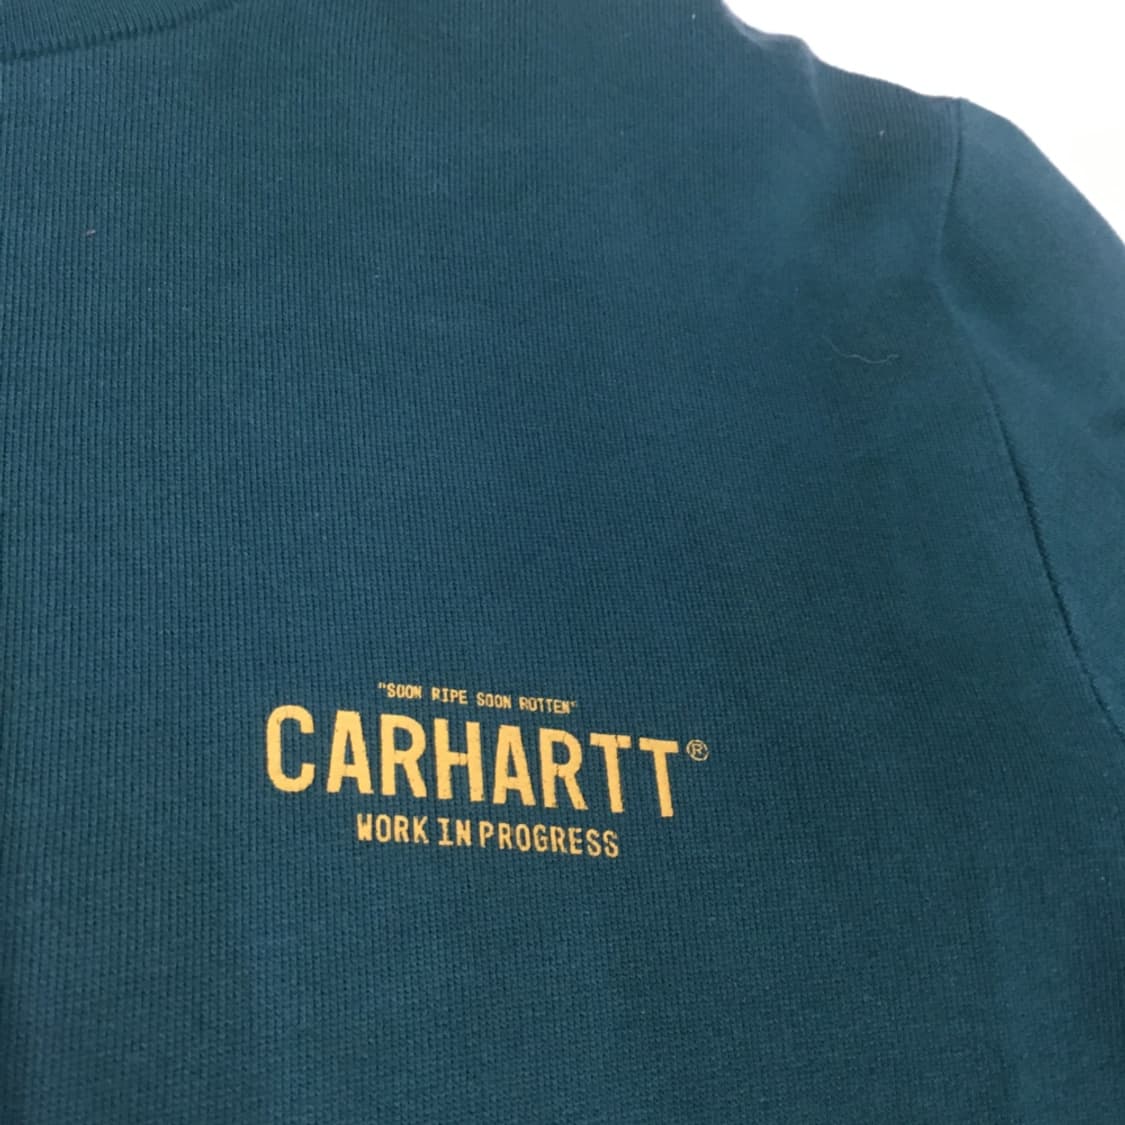 "SOON RIPE SOON ROTTEN"
CARHARTT®
WORK IN PROGRESS